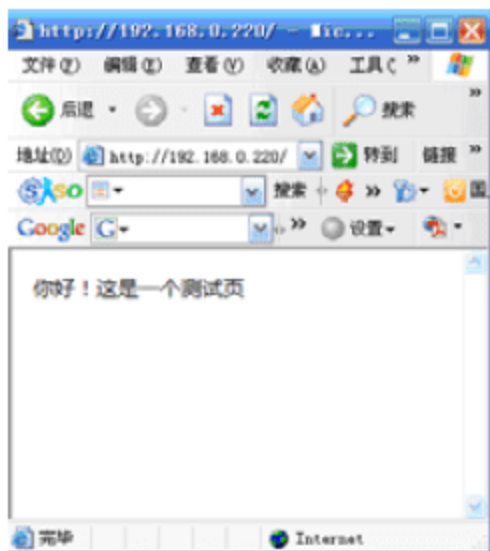 http://192.168.0.220/ - Mic...
文件(F) 编辑(E) 查看(V) 收藏(A) 工具( »
后退 搜索 »
地址(D) http://192.168.0.220/ 转到 链接 »
SOSO 搜索 »
Google G 设置
你好！这是一个测试页
完毕 Internet